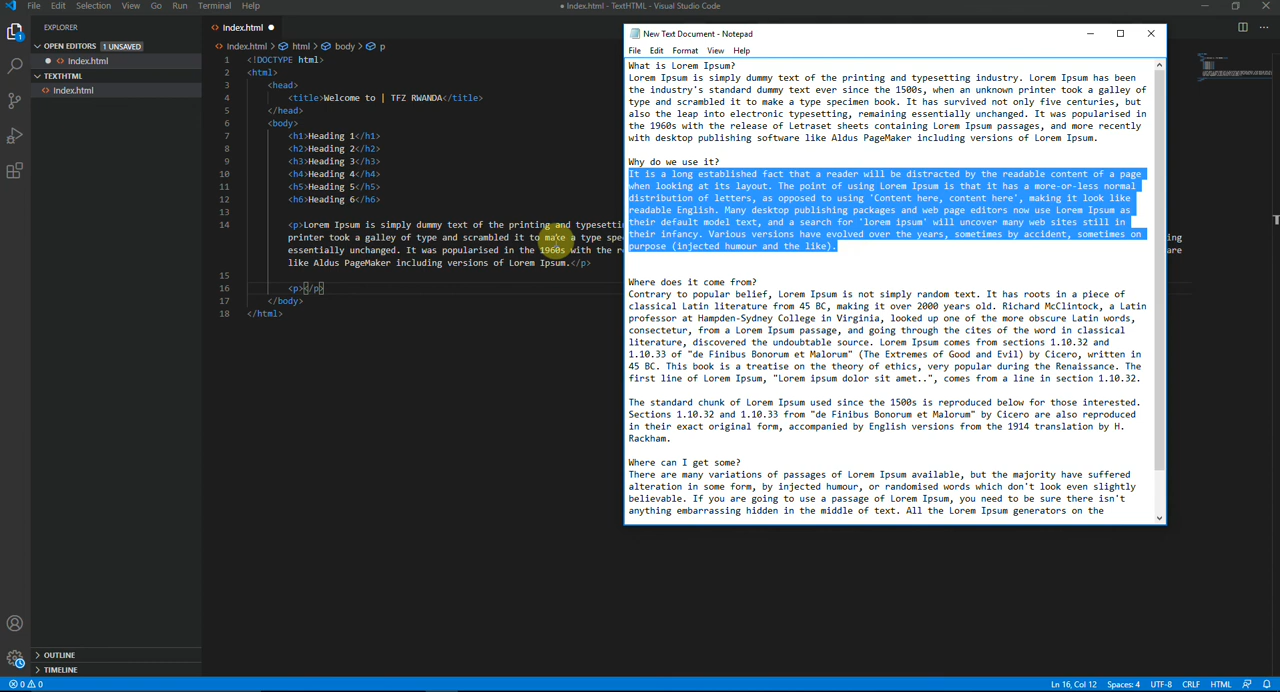 File Edit Selection View Go Run Terminal Help
● Index.html - TextHTML - Visual Studio Code
EXPLORER
OPEN EDITORS 1 UNSAVED
Index.html
TEXTHTML
Index.html
OUTLINE
TIMELINE
Index.html
Index.html > html > body > p
1 <!DOCTYPE html>
2 <html>
3 <head>
4 <title>Welcome to | TFZ RWANDA</title>
5 </head>
6 <body>
7 <h1>Heading 1</h1>
8 <h2>Heading 2</h2>
9 <h3>Heading 3</h3>
10 <h4>Heading 4</h4>
11 <h5>Heading 5</h5>
12 <h6>Heading 6</h6>
13
14 <p>Lorem Ipsum is simply dummy text of the printing and typesetti
printer took a galley of type and scrambled it to make a type spe
essentially unchanged. It was popularised in the 1960s with the re
like Aldus PageMaker including versions of Lorem Ipsum.</p>
15
16 <p></p>
17 </body>
18 </html>
ing
are
New Text Document - Notepad
File Edit Format View Help
What is Lorem Ipsum?
Lorem Ipsum is simply dummy text of the printing and typesetting industry. Lorem Ipsum has been
the industry's standard dummy text ever since the 1500s, when an unknown printer took a galley of
type and scrambled it to make a type specimen book. It has survived not only five centuries, but
also the leap into electronic typesetting, remaining essentially unchanged. It was popularised in
the 1960s with the release of Letraset sheets containing Lorem Ipsum passages, and more recently
with desktop publishing software like Aldus PageMaker including versions of Lorem Ipsum.
Why do we use it?
It is a long established fact that a reader will be distracted by the readable content of a page
when looking at its layout. The point of using Lorem Ipsum is that it has a more-or-less normal
distribution of letters, as opposed to using 'Content here, content here', making it look like
readable English. Many desktop publishing packages and web page editors now use Lorem Ipsum as
their default model text, and a search for 'lorem ipsum' will uncover many web sites still in
their infancy. Various versions have evolved over the years, sometimes by accident, sometimes on
purpose (injected humour and the like).
Where does it come from?
Contrary to popular belief, Lorem Ipsum is not simply random text. It has roots in a piece of
classical Latin literature from 45 BC, making it over 2000 years old. Richard McClintock, a Latin
professor at Hampden-Sydney College in Virginia, looked up one of the more obscure Latin words,
consectetur, from a Lorem Ipsum passage, and going through the cites of the word in classical
literature, discovered the undoubtable source. Lorem Ipsum comes from sections 1.10.32 and
1.10.33 of "de Finibus Bonorum et Malorum" (The Extremes of Good and Evil) by Cicero, written in
45 BC. This book is a treatise on the theory of ethics, very popular during the Renaissance. The
first line of Lorem Ipsum, "Lorem ipsum dolor sit amet..", comes from a line in section 1.10.32.
The standard chunk of Lorem Ipsum used since the 1500s is reproduced below for those interested.
Sections 1.10.32 and 1.10.33 from "de Finibus Bonorum et Malorum" by Cicero are also reproduced
in their exact original form, accompanied by English versions from the 1914 translation by H.
Rackham.
Where can I get some?
There are many variations of passages of Lorem Ipsum available, but the majority have suffered
alteration in some form, by injected humour, or randomised words which don't look even slightly
believable. If you are going to use a passage of Lorem Ipsum, you need to be sure there isn't
anything embarrassing hidden in the middle of text. All the Lorem Ipsum generators on the
0 0 Ln 16, Col 12 Spaces: 4 UTF-8 CRLF HTML